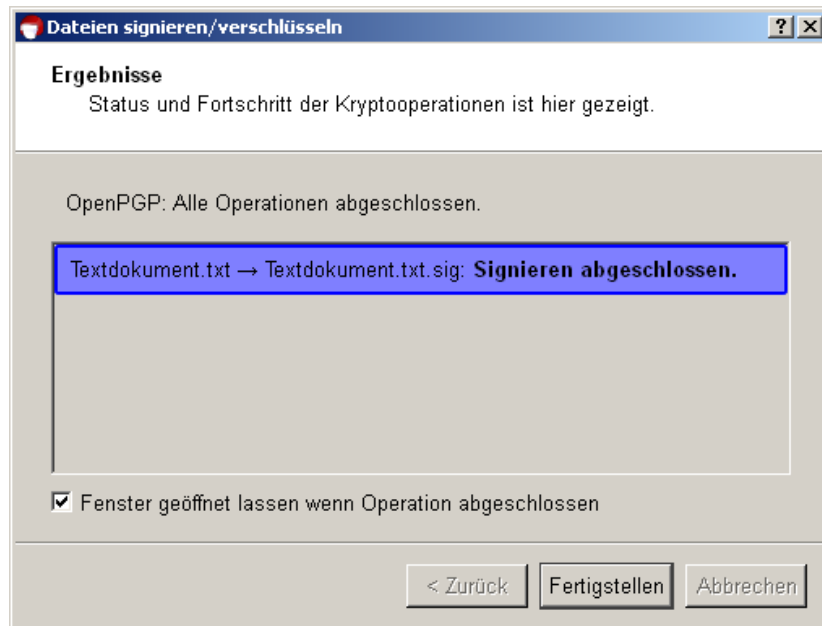 Dateien signieren/verschlüsseln
Ergebnisse
Status und Fortschritt der Kryptooperationen ist hier gezeigt.
OpenPGP: Alle Operationen abgeschlossen.
Textdokument.txt → Textdokument.txt.sig: Signieren abgeschlossen.
Fenster geöffnet lassen wenn Operation abgeschlossen
< Zurück Fertigstellen Abbrechen